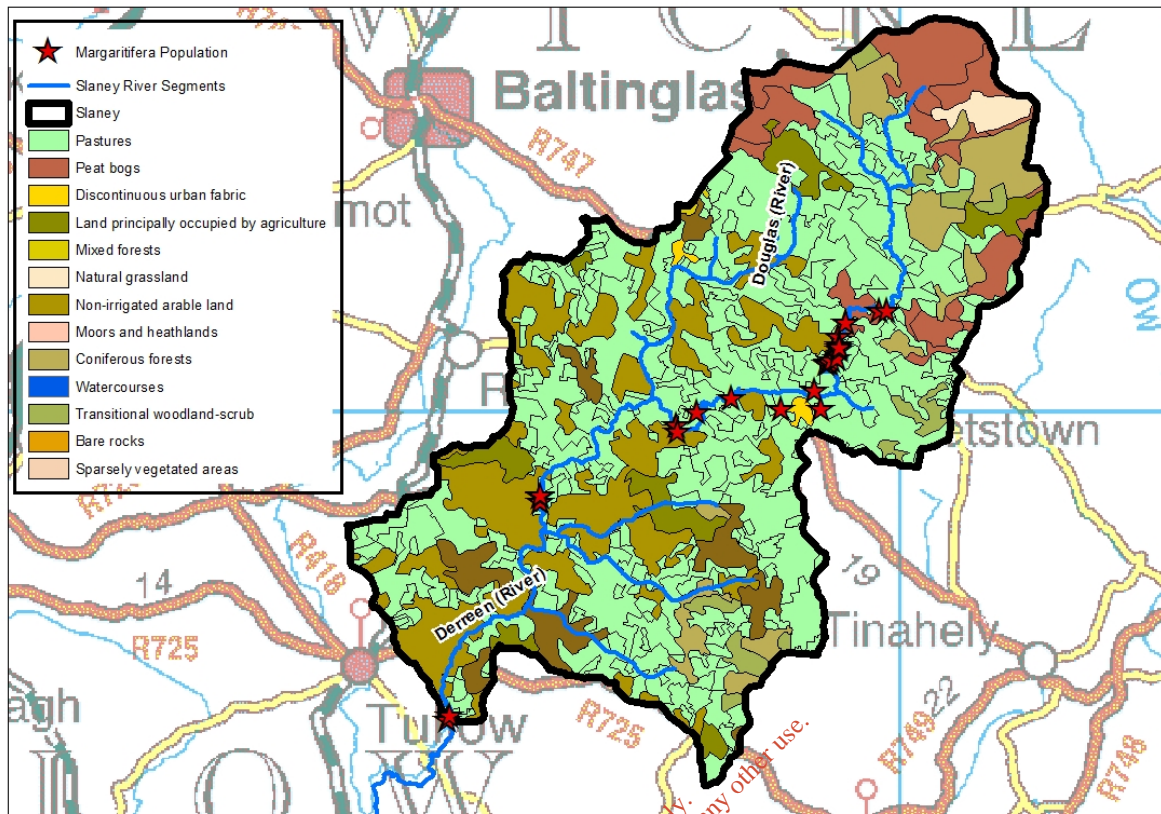 Margaritifera Population
Slaney River Segments
Slaney
Pastures
Peat bogs
Discontinuous urban fabric
Land principally occupied by agriculture
Mixed forests
Natural grassland
Non-irrigated arable land
Moors and heathlands
Coniferous forests
Watercourses
Transitional woodland-scrub
Bare rocks
Sparsely vegetated areas
Baltinglas
R747
mot
Douglas (River)
OW
R
etstown
R418
14
19
Derreen (River)
R725
Tinahely
agh
Tullow
R725
22
R749
R748
ly.
any other use.